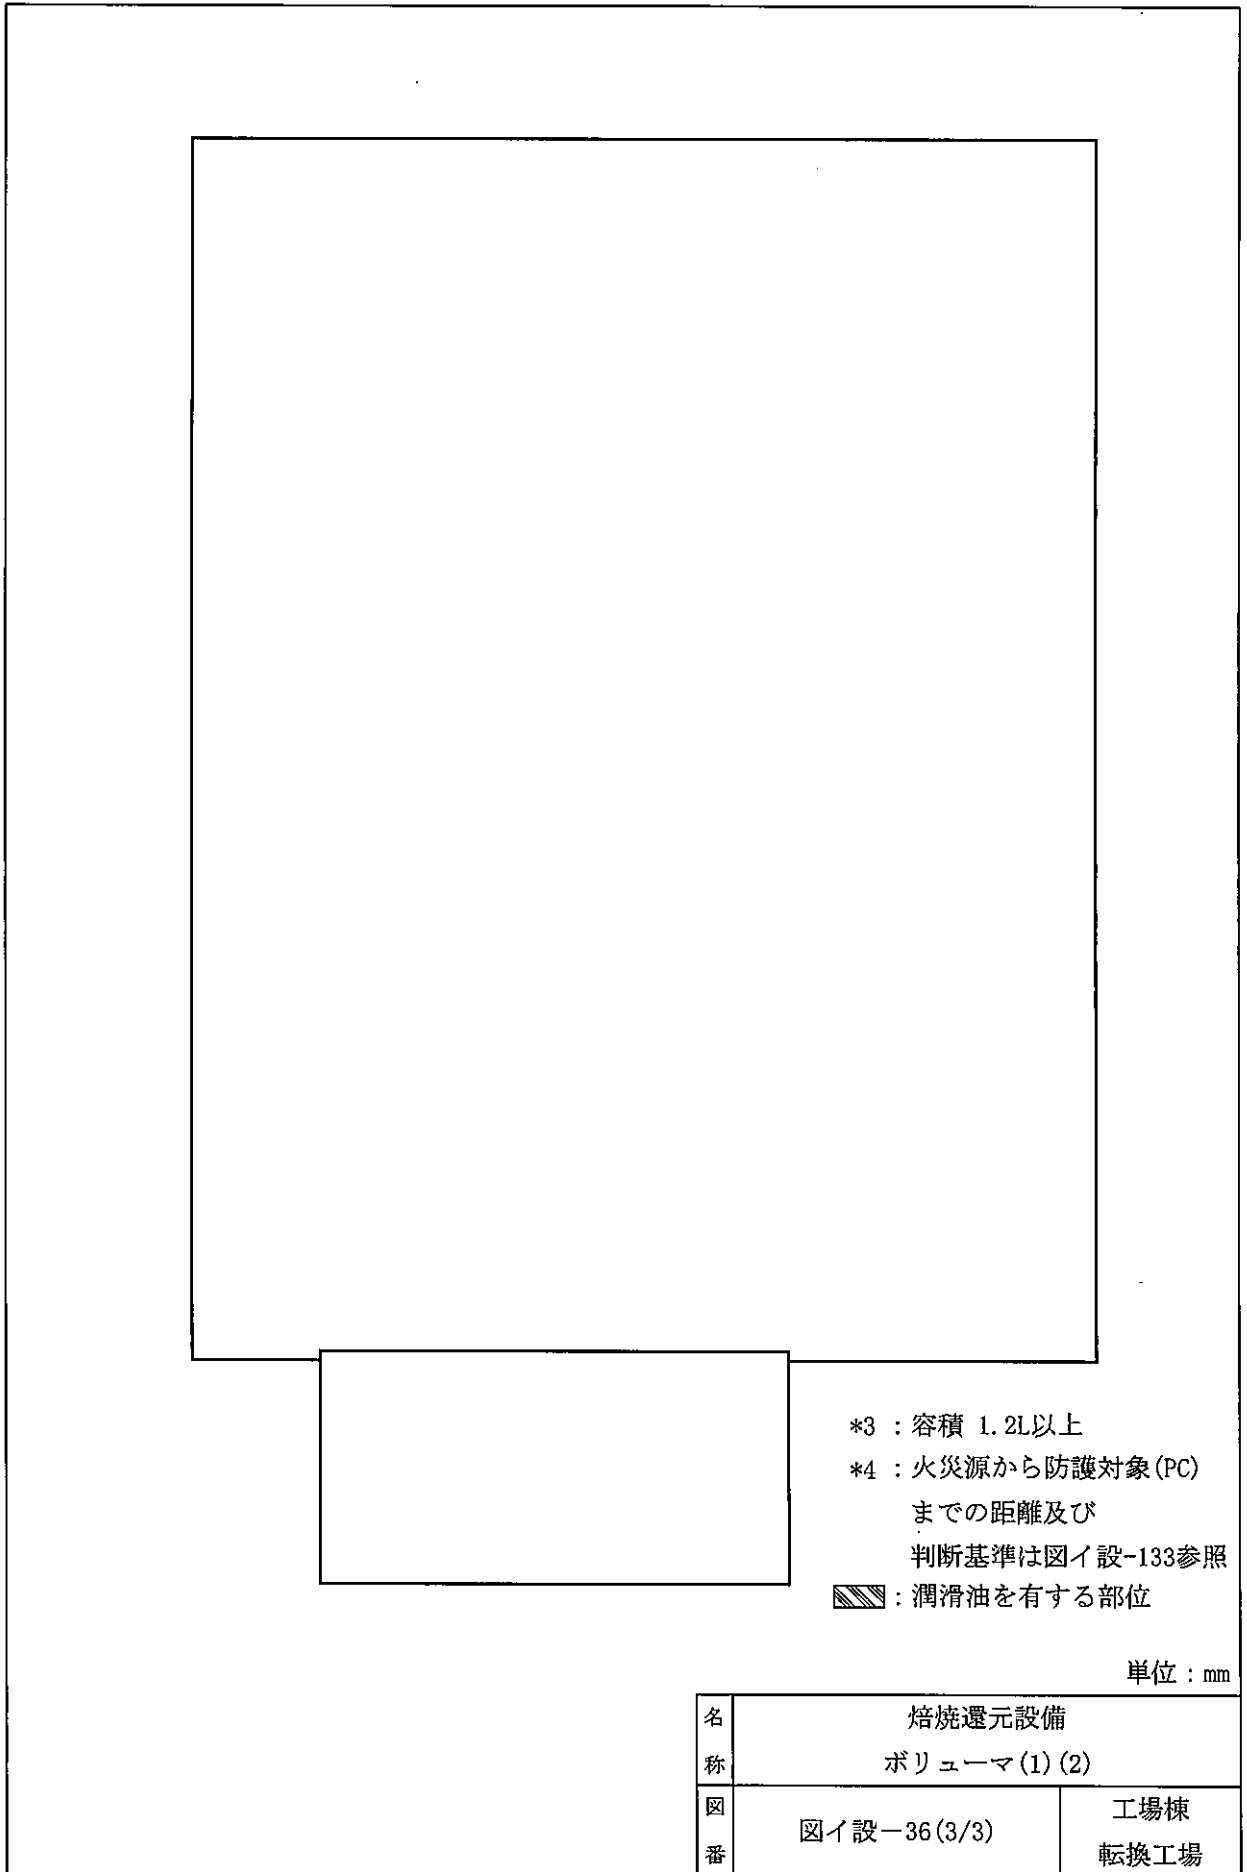 *3 : 容積 1.2L以上
*4 : 火災源から防護対象(PC)
までの距離及び
判断基準は図イ設-133参照
: 潤滑油を有する部位
単位 : mm
名称
焙焼還元設備
ボリューマ(1)(2)
図番
図イ設-36(3/3)
工場棟
転換工場